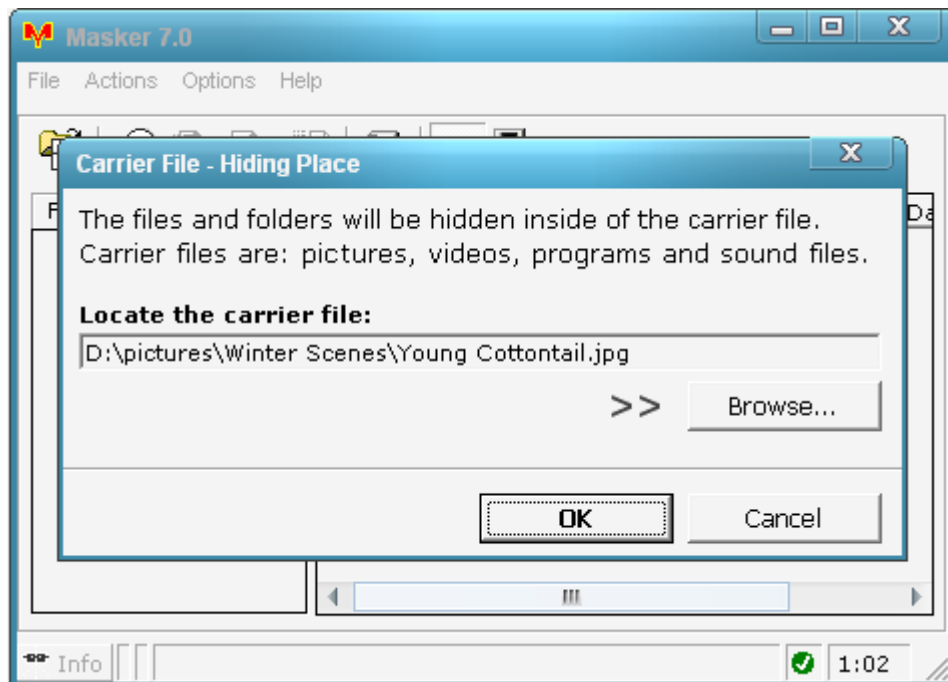 Masker 7.0
File Actions Options Help
Carrier File - Hiding Place
The files and folders will be hidden inside of the carrier file.
Carrier files are: pictures, videos, programs and sound files.
Locate the carrier file:
D:\pictures\Winter Scenes\Young Cottontail.jpg
>> Browse...
OK Cancel
Info 1:02